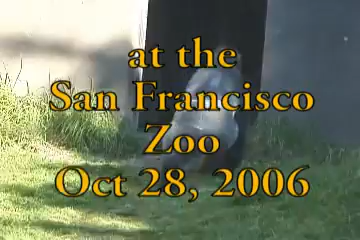 at the
San Francisco
Zoo
Oct 28, 2006